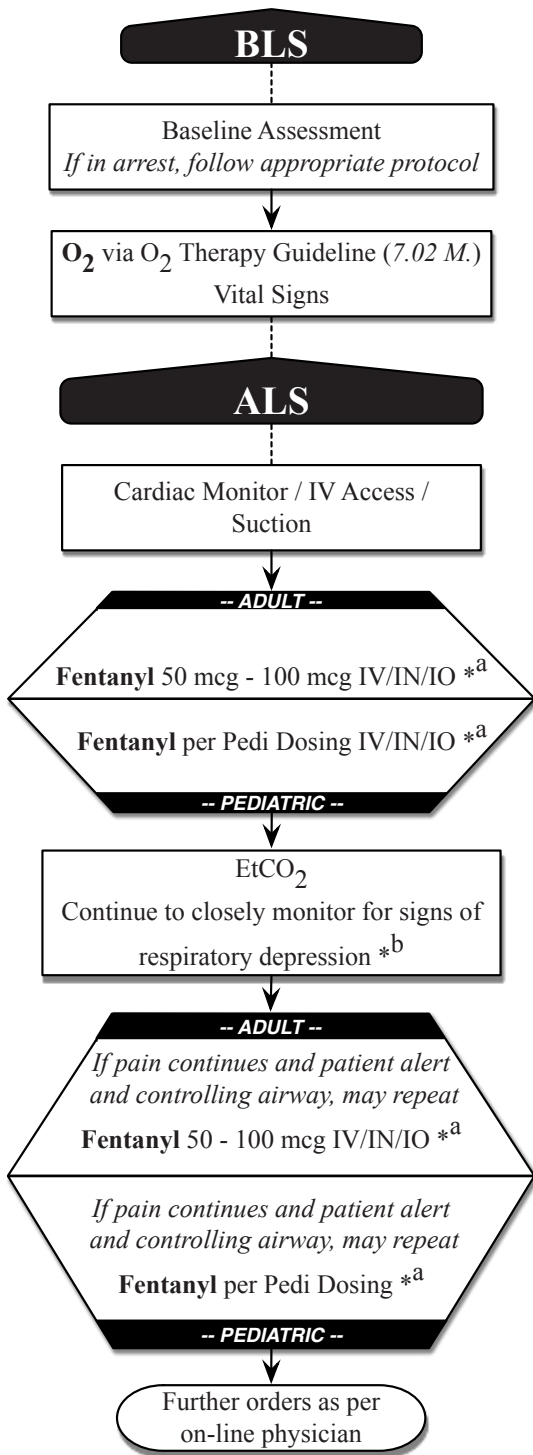 BLS
Baseline Assessment
If in arrest, follow appropriate protocol
O2 via O2 Therapy Guideline (7.02 M.)
Vital Signs
ALS
Cardiac Monitor / IV Access /
Suction
-- ADULT --
Fentanyl 50 mcg - 100 mcg IV/IN/IO *a
Fentanyl per Pedi Dosing IV/IN/IO *a
-- PEDIATRIC --
EtCO2
Continue to closely monitor for signs of
respiratory depression *b
-- ADULT --
If pain continues and patient alert
and controlling airway, may repeat
Fentanyl 50 - 100 mcg IV/IN/IO *a
If pain continues and patient alert
and controlling airway, may repeat
Fentanyl per Pedi Dosing *a
-- PEDIATRIC --
Further orders as per
on-line physician